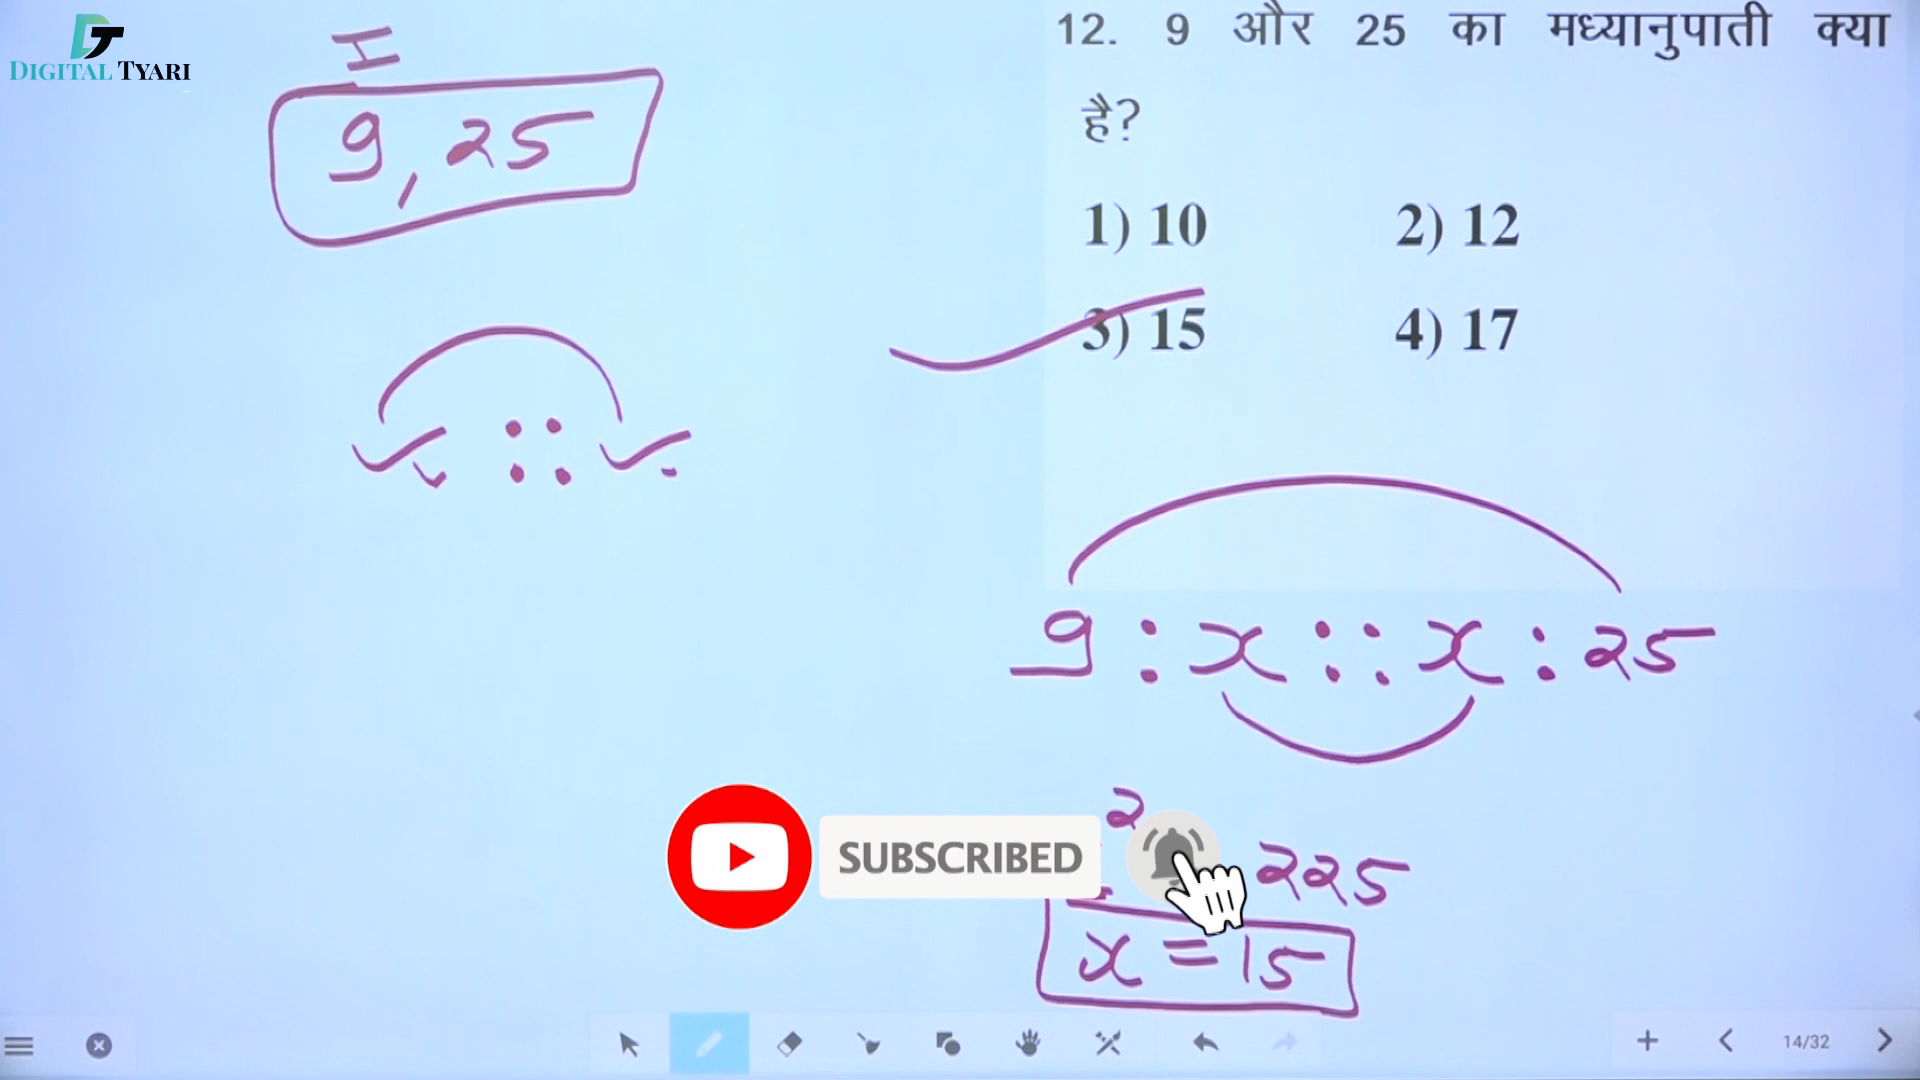 DIGITAL TYARI
9, 25
12. 9 और 25 का मध्यानुपाती क्या
है?
1) 10 2) 12
3) 15 4) 17
9 : x :: x : 25
2 225
SUBSCRIBED
x = 15
14/32